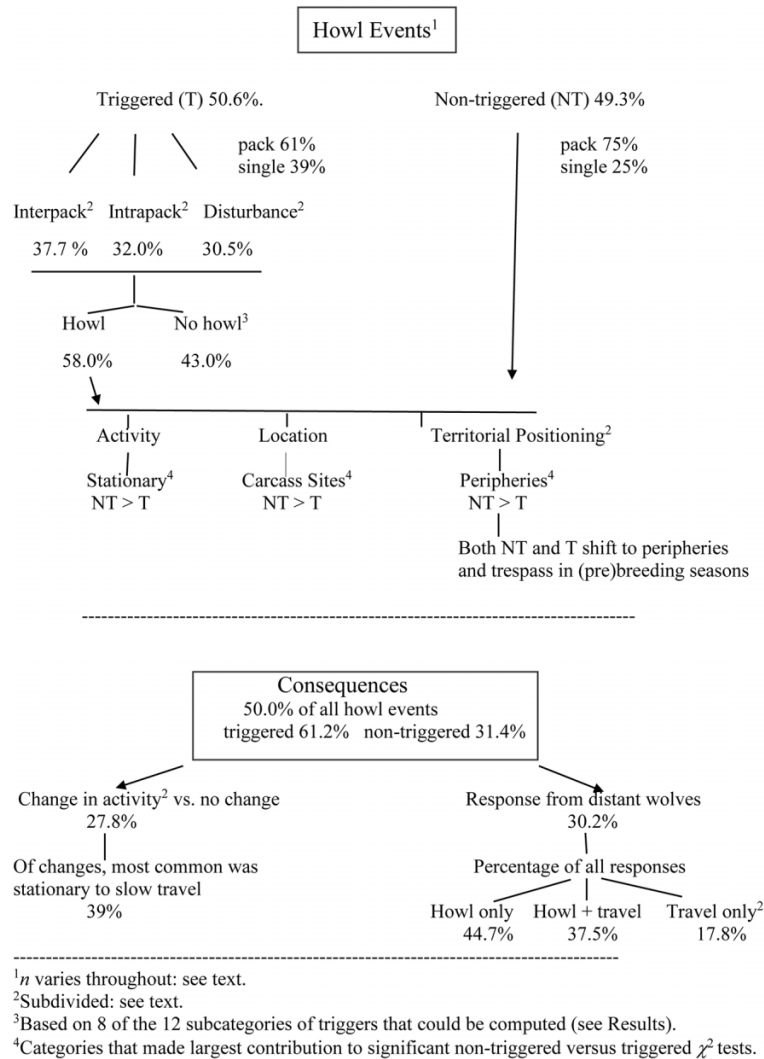 Howl Events¹
Triggered (T) 50.6%.
Non-triggered (NT) 49.3%
pack 61%
single 39%
pack 75%
single 25%
Interpack² Intrapack² Disturbance²
37.7 % 32.0% 30.5%
Howl No howl³
58.0% 43.0%
Activity Location Territorial Positioning²
Stationary⁴ Carcass Sites⁴ Peripheries⁴
NT > T NT > T NT > T
Both NT and T shift to peripheries
and trespass in (pre)breeding seasons
Consequences
50.0% of all howl events
triggered 61.2% non-triggered 31.4%
Change in activity² vs. no change
27.8%
Of changes, most common was
stationary to slow travel
39%
Response from distant wolves
30.2%
Percentage of all responses
Howl only Howl + travel Travel only²
44.7% 37.5% 17.8%
¹n varies throughout: see text.
²Subdivided: see text.
³Based on 8 of the 12 subcategories of triggers that could be computed (see Results).
⁴Categories that made largest contribution to significant non-triggered versus triggered χ² tests.